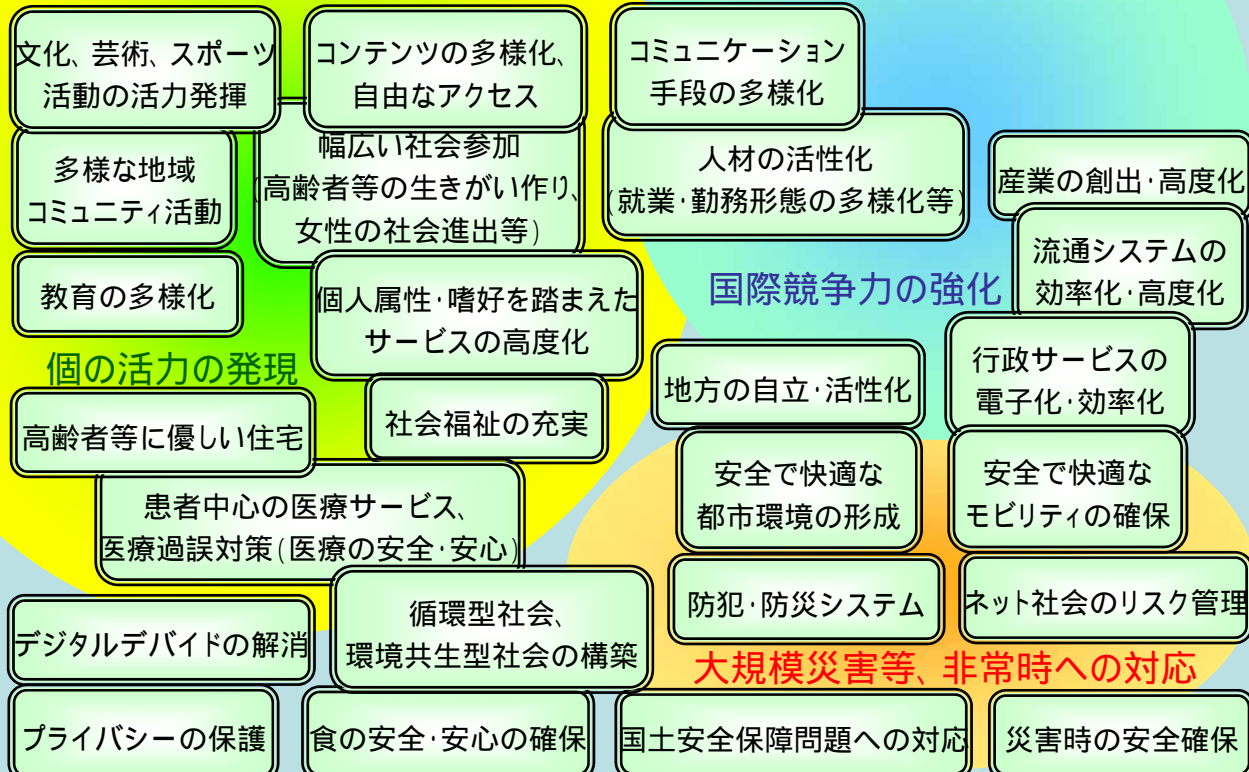 文化、芸術、スポーツ
活動の活力発揮
コンテンツの多様化、
自由なアクセス
コミュニケーション
手段の多様化
多様な地域
コミュニティ活動
幅広い社会参加
(高齢者等の生きがい作り、
女性の社会進出等)
人材の活性化
(就業・勤務形態の多様化等)
産業の創出・高度化
教育の多様化
個人属性・嗜好を踏まえた
サービスの高度化
国際競争力の強化
流通システムの
効率化・高度化
個の活力の発現
地方の自立・活性化
行政サービスの
電子化・効率化
高齢者等に優しい住宅
社会福祉の充実
安全で快適な
都市環境の形成
安全で快適な
モビリティの確保
患者中心の医療サービス、
医療過誤対策(医療の安全・安心)
防犯・防災システム
ネット社会のリスク管理
デジタルデバイドの解消
循環型社会、
環境共生型社会の構築
大規模災害等、非常時への対応
プライバシーの保護
食の安全・安心の確保
国土安全保障問題への対応
災害時の安全確保